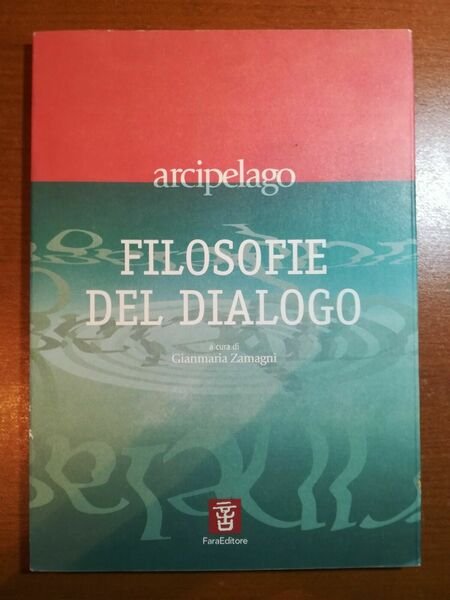 arcipelago
FILOSOFIE
DEL DIALOGO
a cura di
Gianmaria Zamagni
FaraEditore